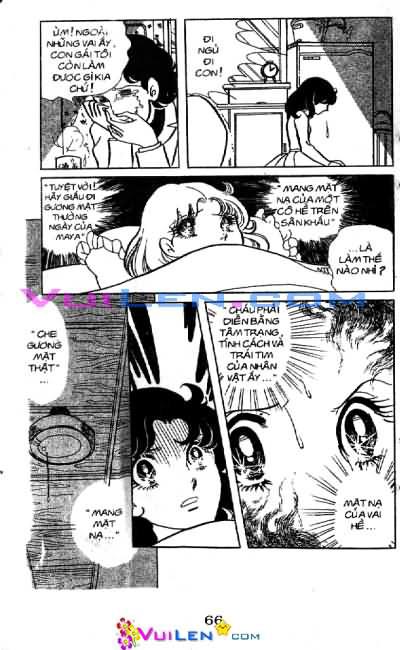 ỪM! NGOÀI
NHỮNG VAI ẤY,
CON GÁI TÔI
CÒN LÀM
ĐƯỢC GÌ KIA
CHỨ!
ĐI
NGỦ
ĐI
CON!
"TUYỆT VỜI!
HÃY GIẤU ĐI
GƯƠNG MẶT
THƯỜNG
NGÀY CỦA
MAYA"
"MANG MẶT
NẠ CỦA MỘT
CÔ HỀ TRÊN
SÂN KHẤU"
...LÀ
LÀM THẾ
NÀO NHỈ?
VUILEN.COM
"CHE
GƯƠNG
MẶT
THẬT"
...
"MANG
MẶT
NẠ..."
"CHÁU PHẢI
DIỄN BẰNG
TÂM TRẠNG,
TÍNH CÁCH VÀ
TRÁI TIM
CỦA NHÂN
VẬT ẤY..."
MẶT NẠ
CỦA VAI
HỀ...
66
VUILEN.COM